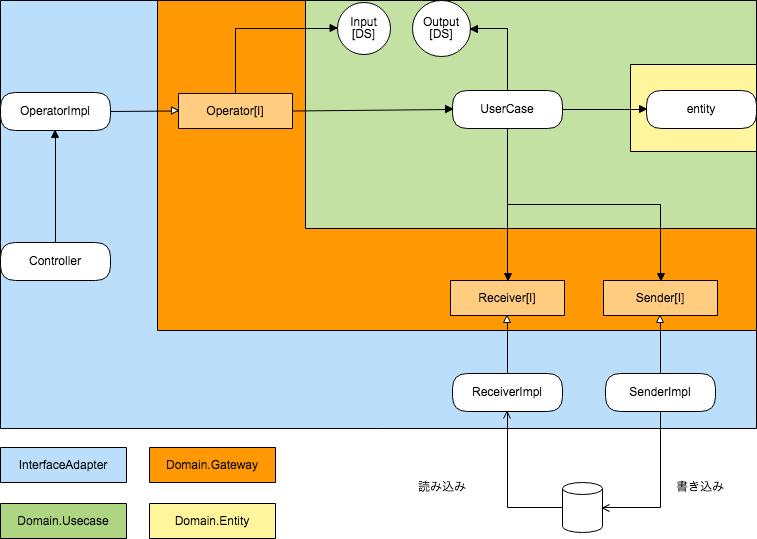 Input
[DS]
Output
[DS]
OperatorImpl
Operator[I]
UserCase
entity
Controller
Receiver[I]
Sender[I]
ReceiverImpl
SenderImpl
InterfaceAdapter
Domain.Gateway
読み込み
書き込み
Domain.Usecase
Domain.Entity